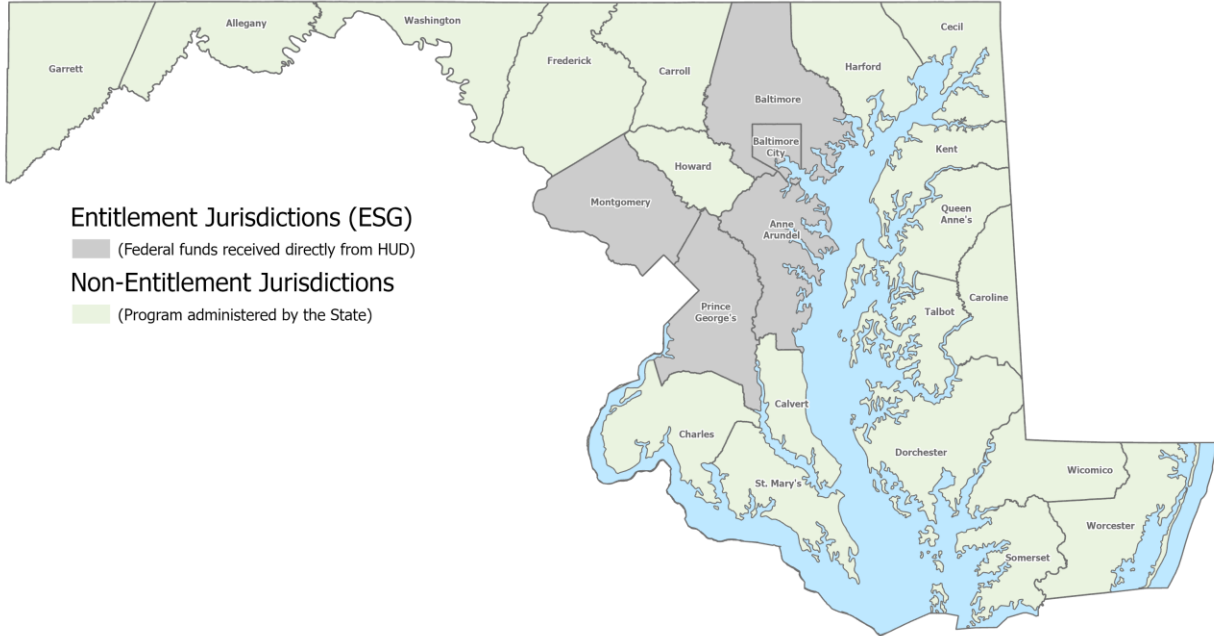 Garrett
Allegany
Washington
Frederick
Carroll
Baltimore
Harford
Cecil
Baltimore
City
Howard
Kent
Montgomery
Anne
Arundel
Queen
Anne's
Entitlement Jurisdictions (ESG)
(Federal funds received directly from HUD)
Non-Entitlement Jurisdictions
(Program administered by the State)
Prince
George's
Talbot
Caroline
Calvert
Charles
Dorchester
St. Mary's
Wicomico
Worcester
Somerset